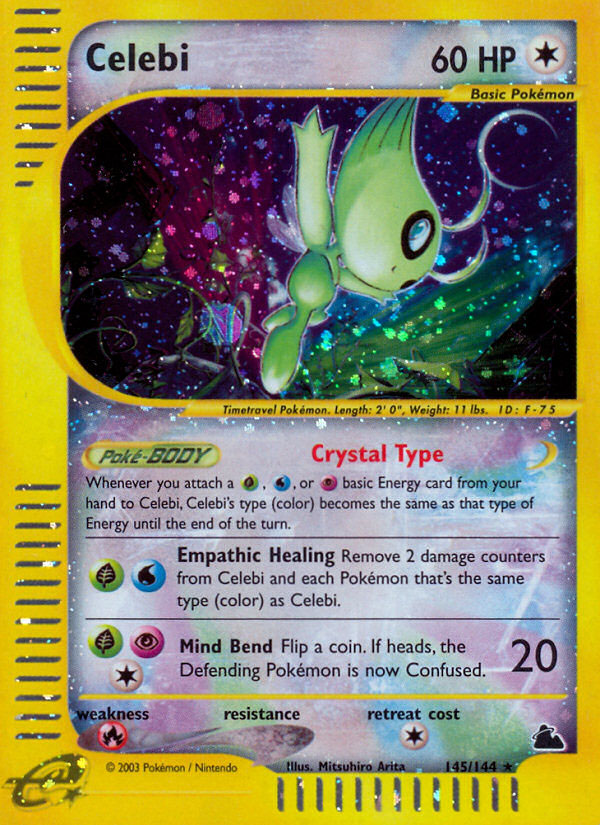 Celebi 60 HP
Basic Pokémon
Timetravel Pokémon. Length: 2' 0", Weight: 11 lbs. ID: F-75
Poké-BODY Crystal Type
Whenever you attach a , , or basic Energy card from your
hand to Celebi, Celebi's type (color) becomes the same as that type of
Energy until the end of the turn.
Empathic Healing Remove 2 damage counters
from Celebi and each Pokémon that's the same
type (color) as Celebi.
Mind Bend Flip a coin. If heads, the
Defending Pokémon is now Confused. 20
weakness resistance retreat cost
© 2003 Pokémon / Nintendo Illus. Mitsuhiro Arita 145/144 ★
e